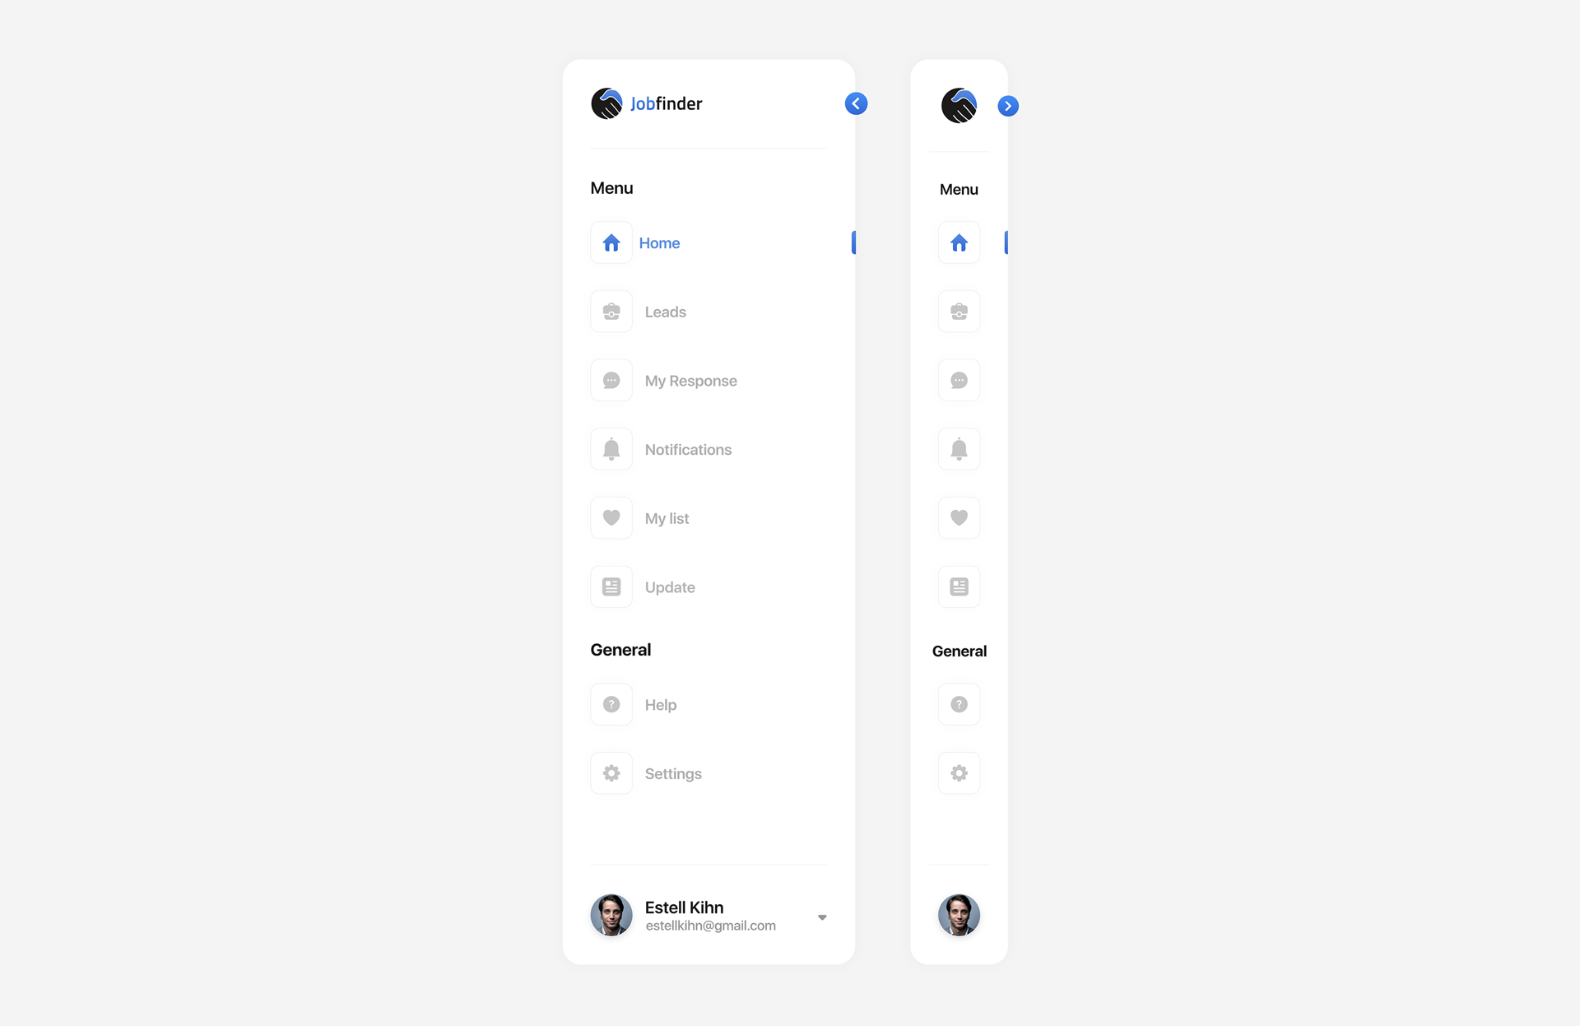 Jobfinder
Menu
Home
Leads
My Response
Notifications
My list
Update
General
Help
Settings
Estell Kihn
estellkihn@gmail.com
Menu
General